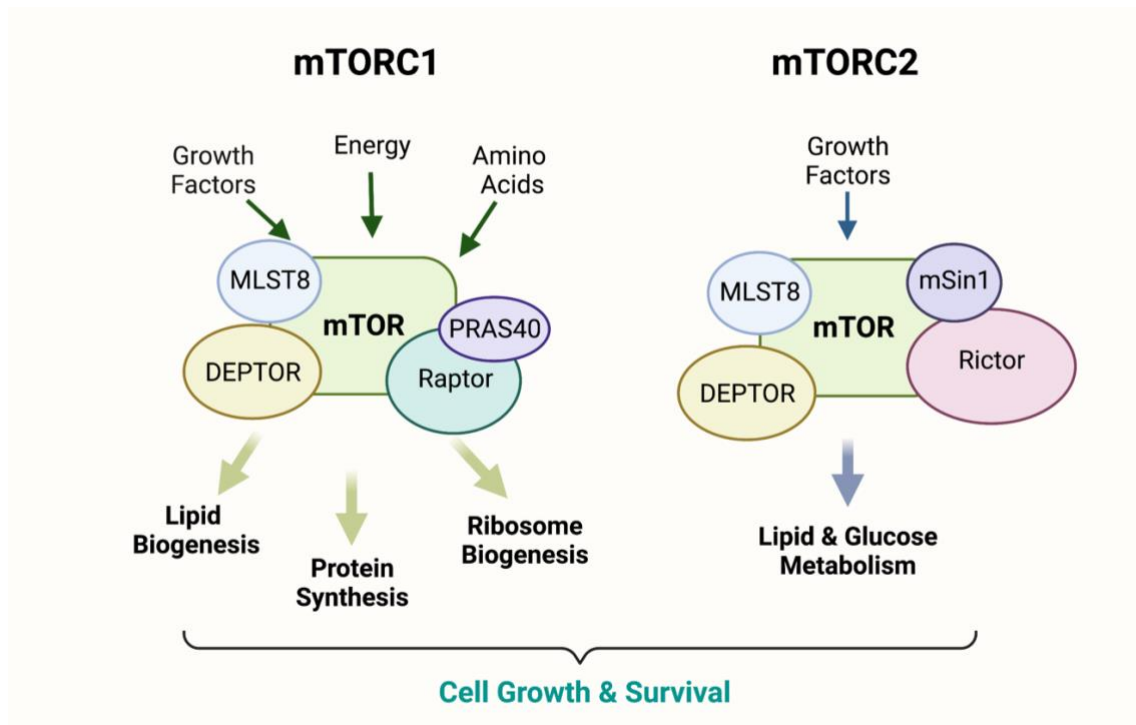 mTORC1
Growth
Factors
Energy
Amino
Acids
MLST8
mTOR
PRAS40
DEPTOR
Raptor
Lipid
Biogenesis
Protein
Synthesis
Ribosome
Biogenesis
mTORC2
Growth
Factors
MLST8
mSin1
mTOR
Rictor
DEPTOR
Lipid & Glucose
Metabolism
Cell Growth & Survival